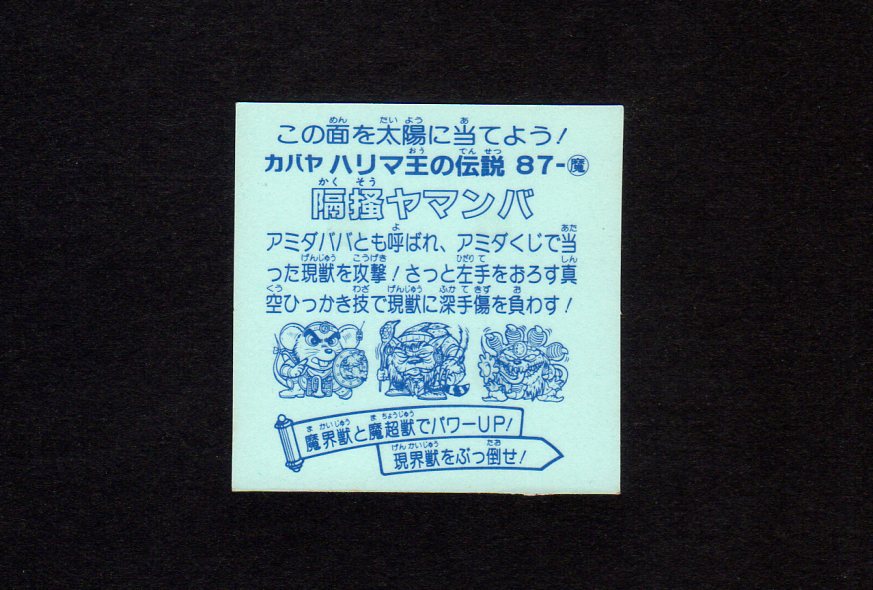 この面を太陽に当てよう!
カバヤ ハリマ王の伝説 87-魔
隔掻ヤマンバ
アミダババとも呼ばれ、アミダくじで当
った現獣を攻撃!さっと左手をおろす真
空ひっかき技で現獣に深手傷を負わす!
魔界獣と魔超獣でパワーUP!
現界獣をぶっ倒せ!